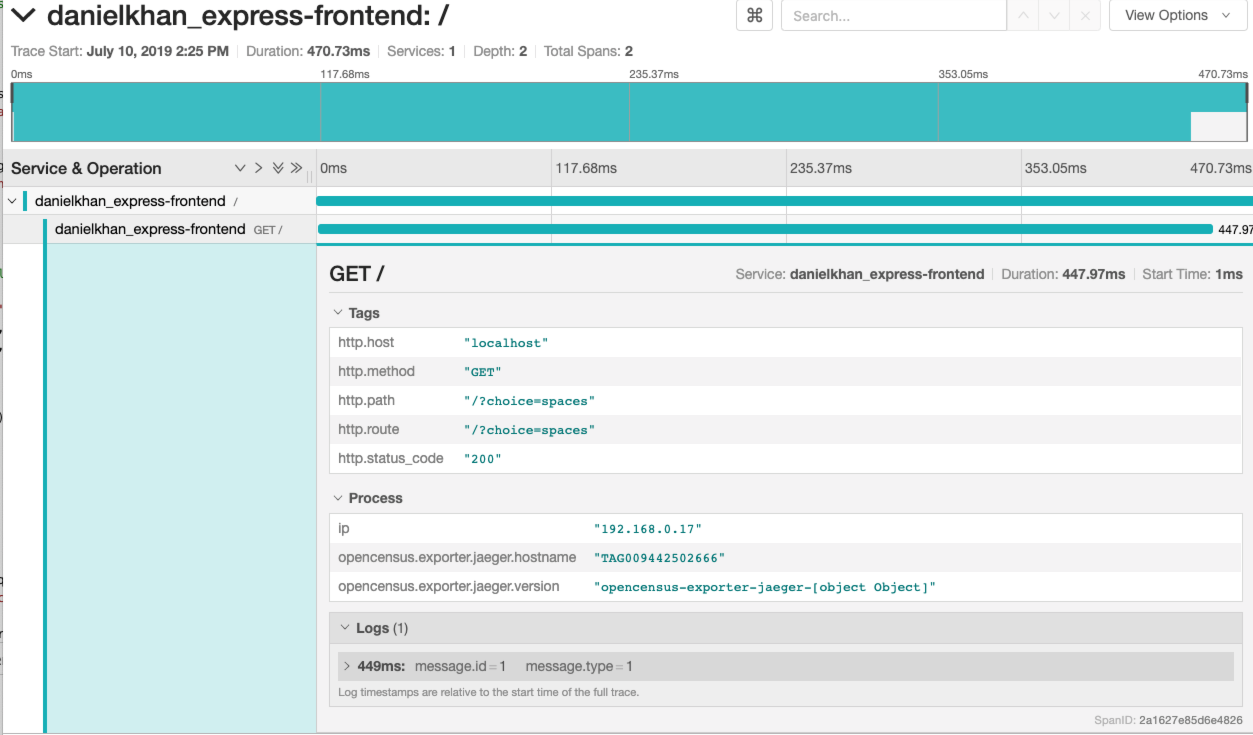 danielkhan_express-frontend: /
⌘ Search... View Options
Trace Start: July 10, 2019 2:25 PM Duration: 470.73ms Services: 1 Depth: 2 Total Spans: 2
0ms 117.68ms 235.37ms 353.05ms 470.73ms
Service & Operation 0ms 117.68ms 235.37ms 353.05ms 470.73ms
danielkhan_express-frontend /
danielkhan_express-frontend GET / 447.97
GET / Service: danielkhan_express-frontend Duration: 447.97ms Start Time: 1ms
Tags
http.host "localhost"
http.method "GET"
http.path "/?choice=spaces"
http.route "/?choice=spaces"
http.status_code "200"
Process
ip "192.168.0.17"
opencensus.exporter.jaeger.hostname "TAG009442502666"
opencensus.exporter.jaeger.version "opencensus-exporter-jaeger-[object Object]"
Logs (1)
449ms: message.id = 1 message.type = 1
Log timestamps are relative to the start time of the full trace.
SpanID: 2a1627e85d6e4826